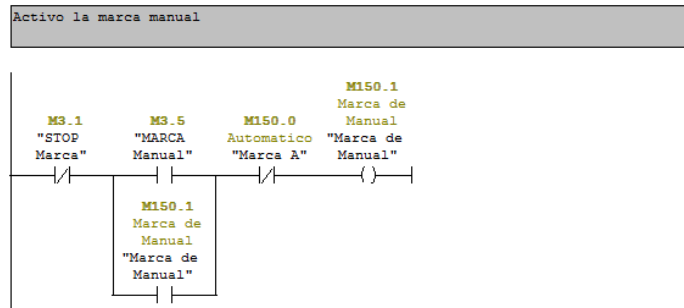 Activo la marca manual
M150.1
Marca de
M3.1 M3.5 M150.0 Manual
"STOP "MARCA Automatico "Marca de
Marca" Manual" "Marca A" Manual"
M150.1
Marca de
Manual
"Marca de
Manual"